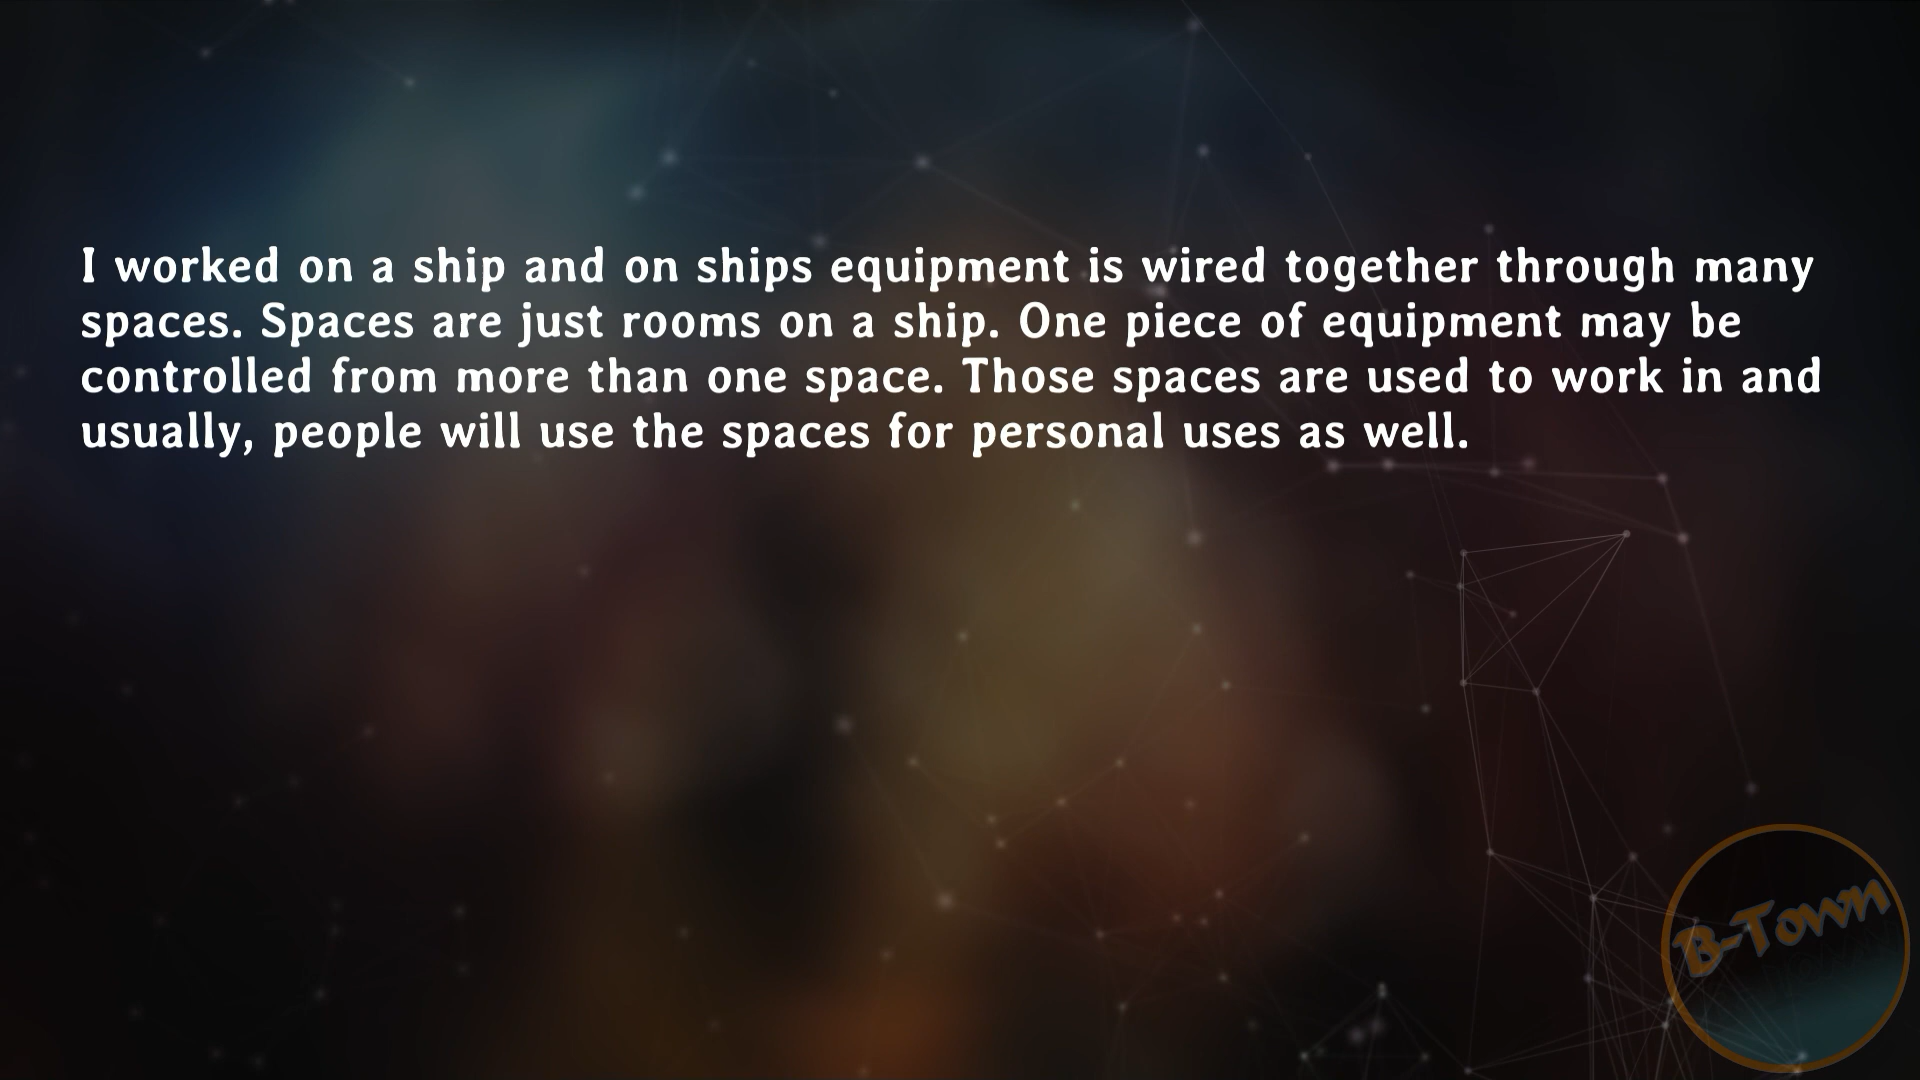 I worked on a ship and on ships equipment is wired together through many
spaces. Spaces are just rooms on a ship. One piece of equipment may be
controlled from more than one space. Those spaces are used to work in and
usually, people will use the spaces for personal uses as well.
B-Town